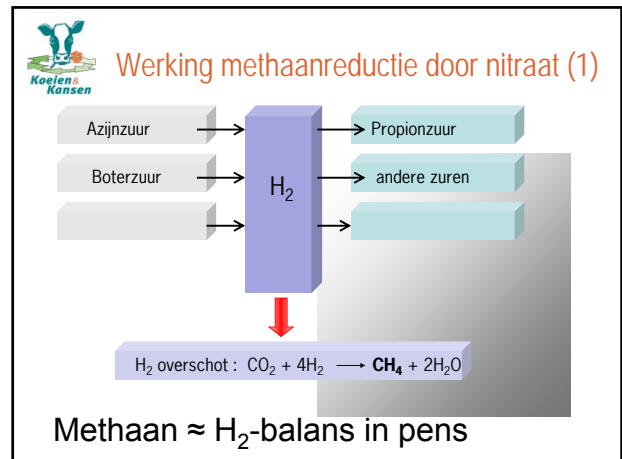 Koeien &
Kansen
Werking methaanreductie door nitraat (1)
Azijnzuur
Propionzuur
Boterzuur
H₂
andere zuren
H₂ overschot : CO₂ + 4H₂ → CH₄ + 2H₂O
Methaan ≈ H₂-balans in pens